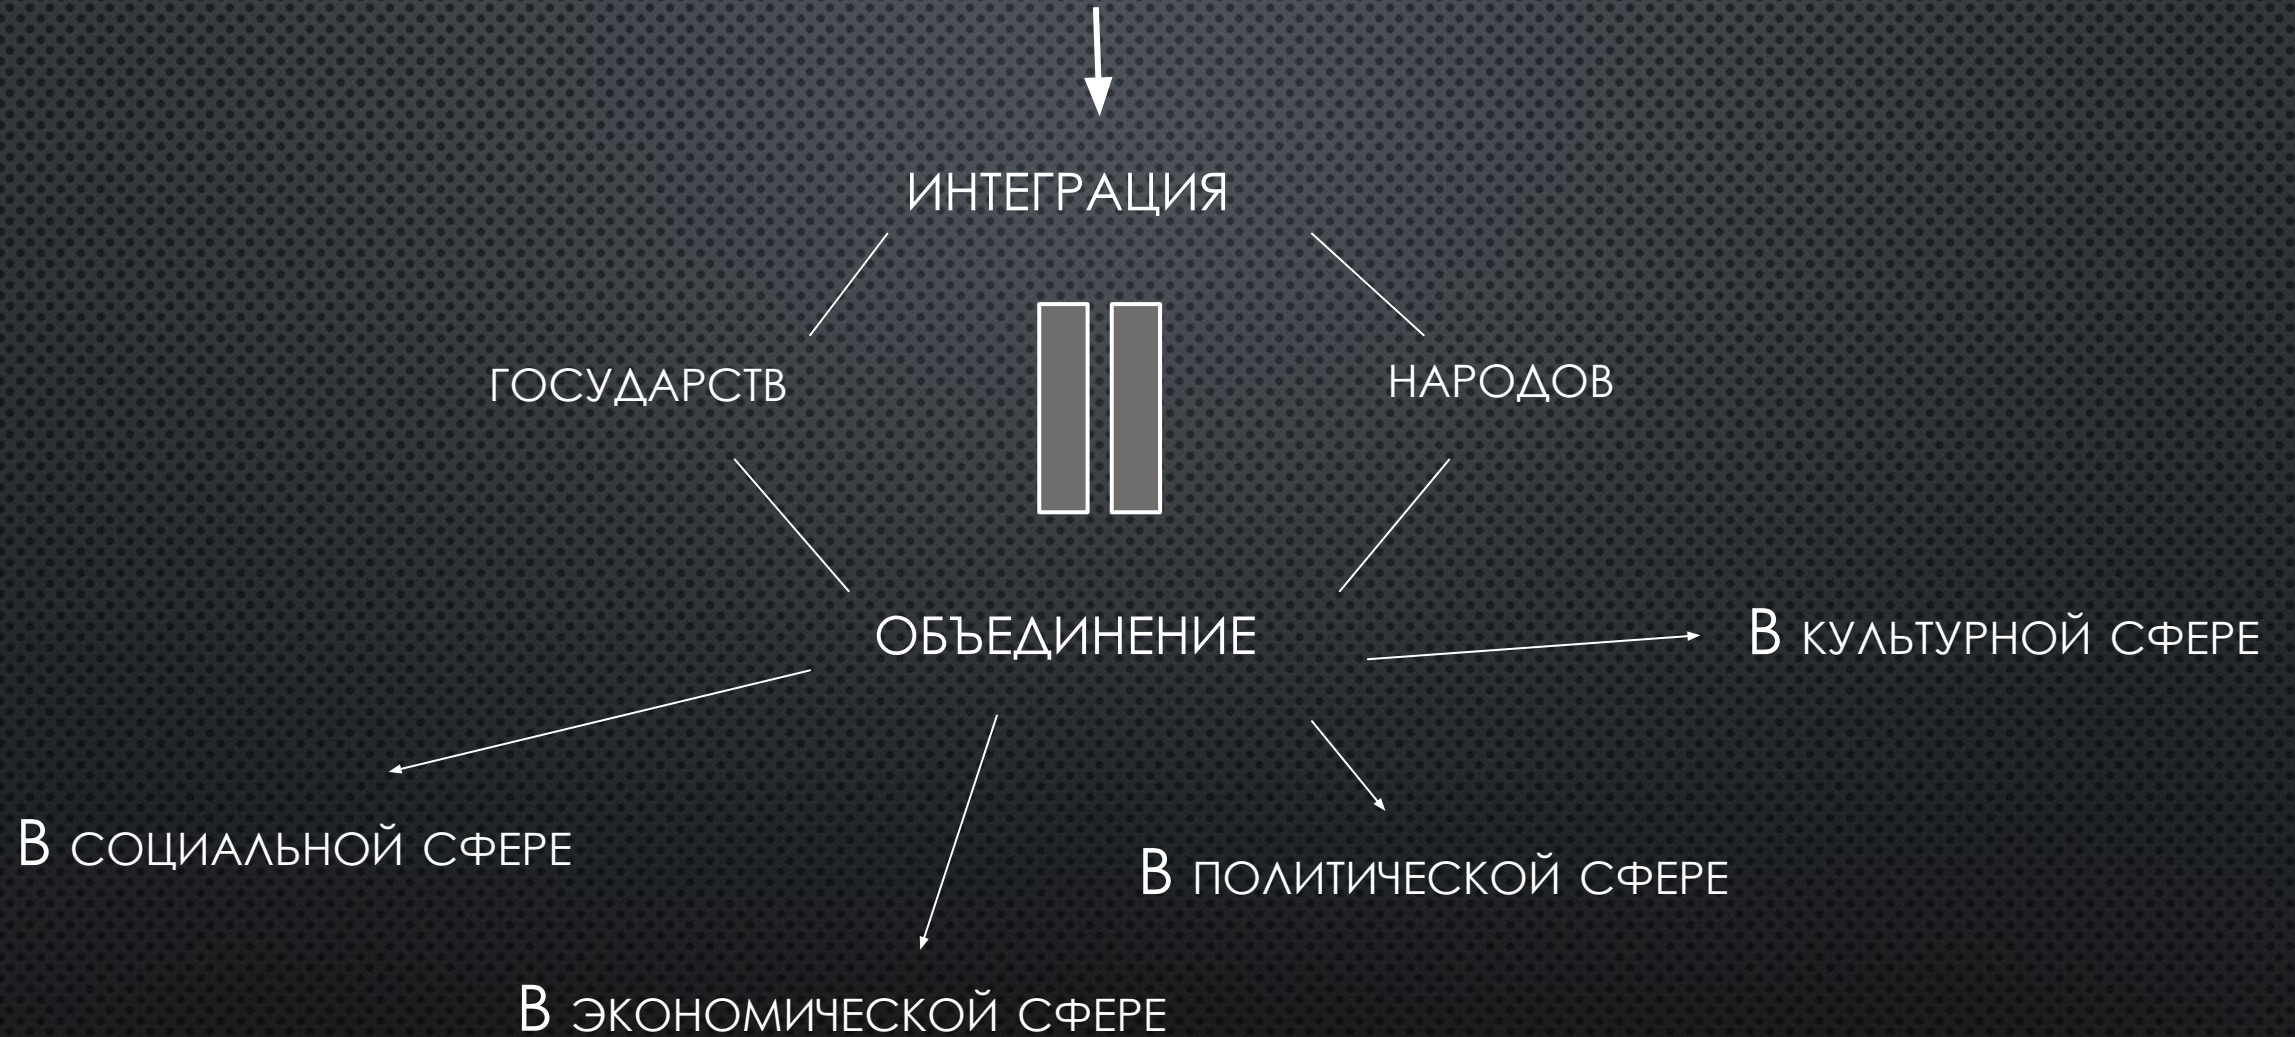 ИНТЕГРАЦИЯ
ГОСУДАРСТВ
НАРОДОВ
ОБЪЕДИНЕНИЕ
В КУЛЬТУРНОЙ СФЕРЕ
В СОЦИАЛЬНОЙ СФЕРЕ
В ПОЛИТИЧЕСКОЙ СФЕРЕ
В ЭКОНОМИЧЕСКОЙ СФЕРЕ